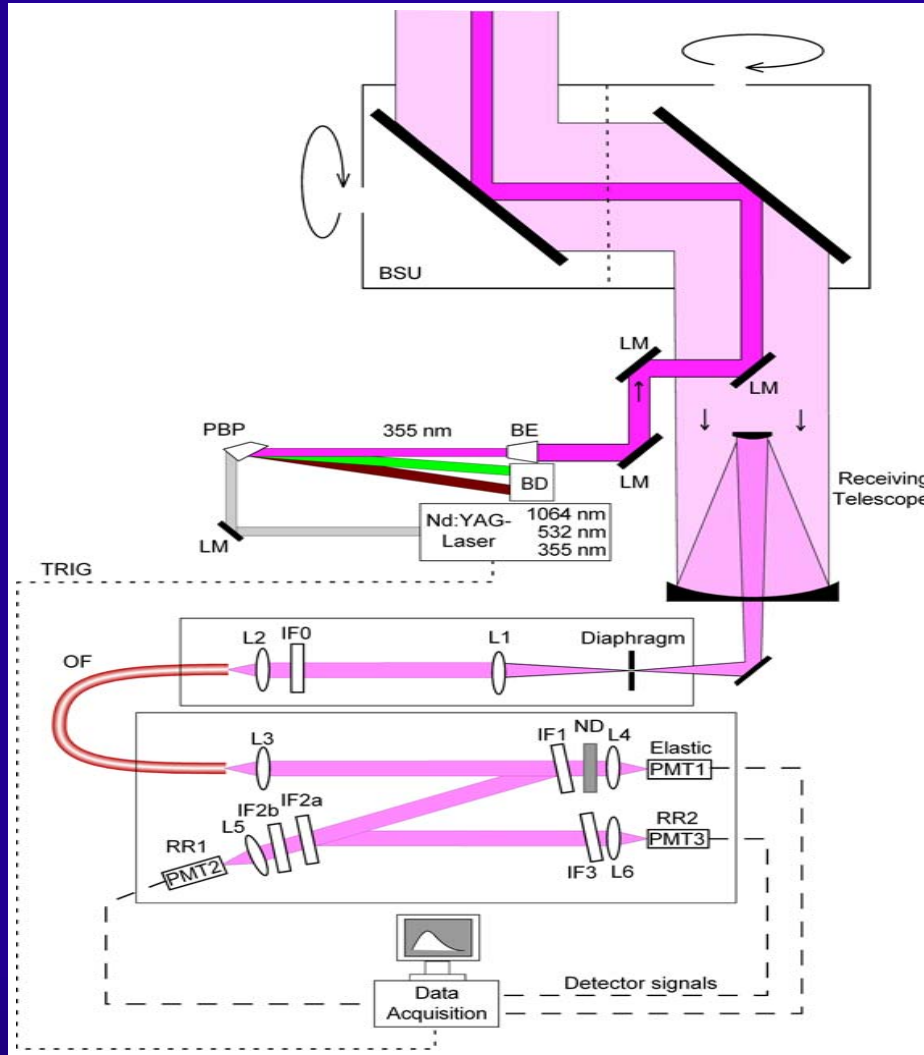 BSU
LM
LM
PBP
355 nm
BE
BD
LM
Receiving
Telescope
Nd:YAG-
Laser
1064 nm
532 nm
355 nm
LM
TRIG
OF
L2
IF0
L1
Diaphragm
L3
IF1
ND
L4
Elastic
PMT1
RR1
L5
IF2b
IF2a
PMT2
RR2
PMT3
IF3
L6
Data
Acquisition
Detector signals